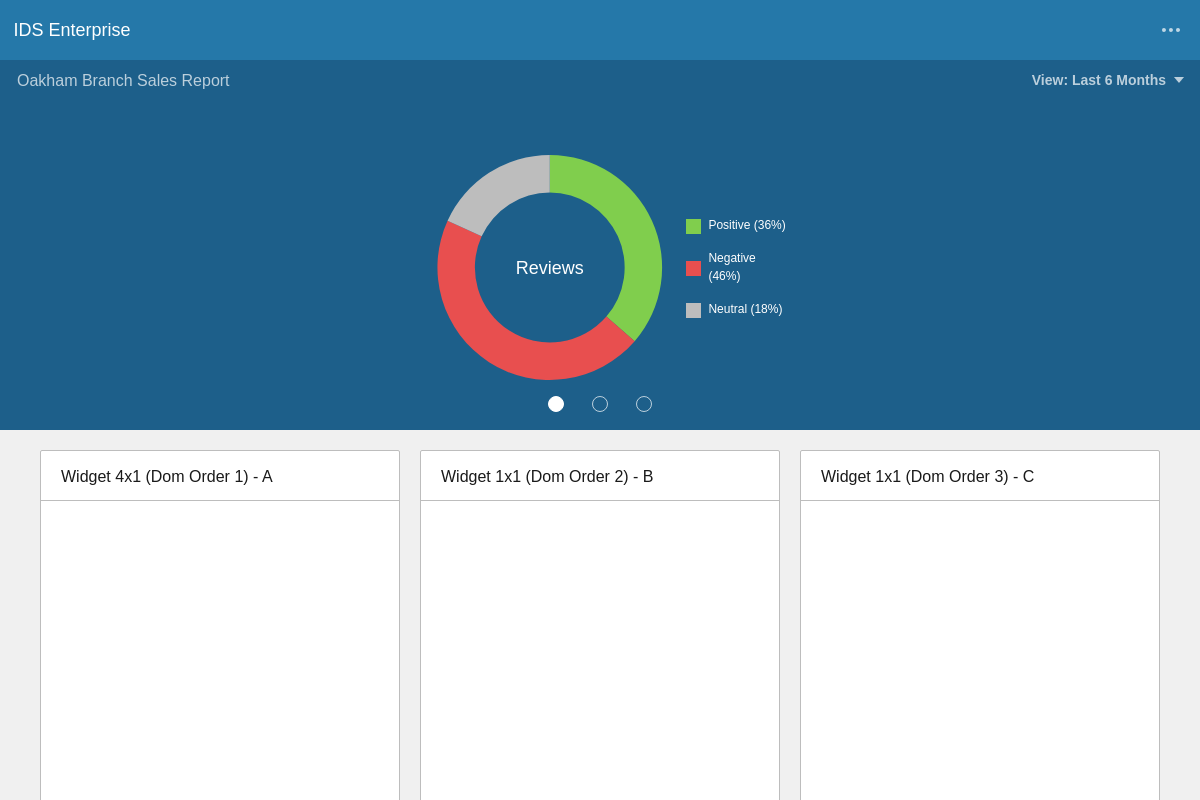 IDS Enterprise
Oakham Branch Sales Report
View: Last 6 Months
Reviews
Positive (36%)
Negative
(46%)
Neutral (18%)
Widget 4x1 (Dom Order 1) - A
Widget 1x1 (Dom Order 2) - B
Widget 1x1 (Dom Order 3) - C